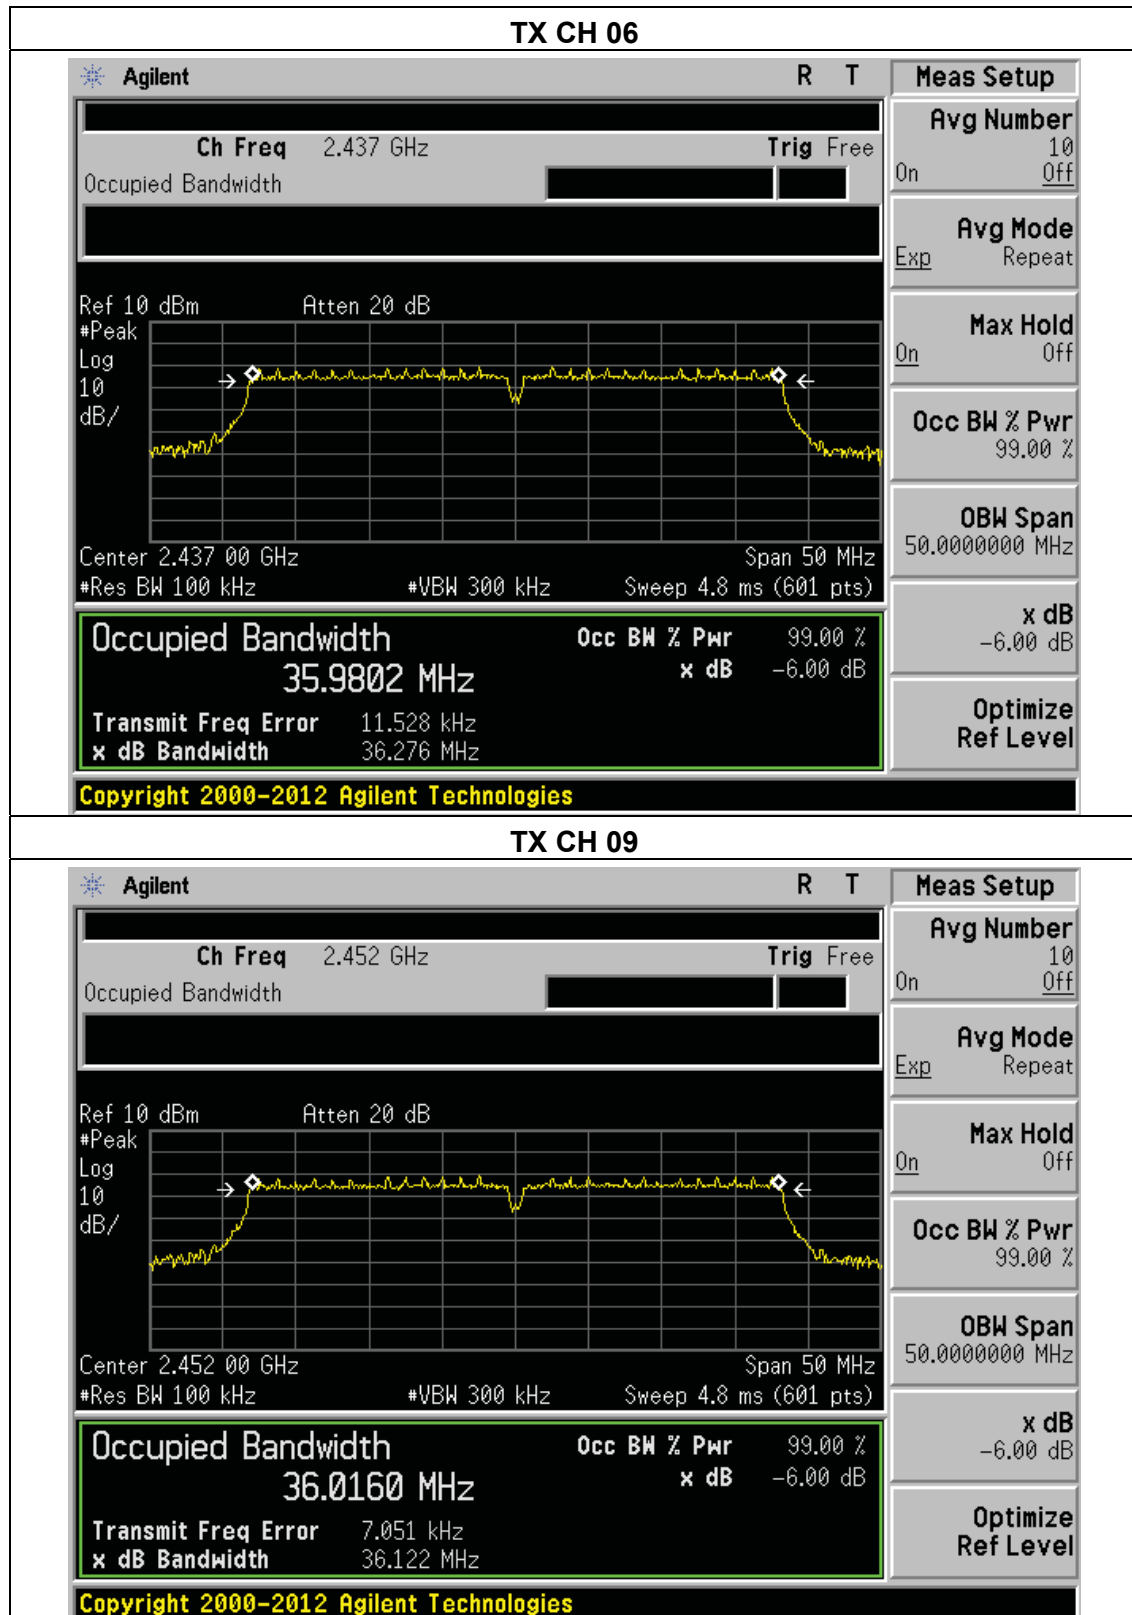 TX CH 06
Agilent R T Meas Setup
Ch Freq 2.437 GHz Trig Free
Occupied Bandwidth
Avg Number
10
On Off
Avg Mode
Exp Repeat
Max Hold
On Off
Occ BW % Pwr
99.00 %
OBW Span
50.0000000 MHz
x dB
-6.00 dB
Optimize
Ref Level
Ref 10 dBm Atten 20 dB
#Peak
Log
10
dB/
Center 2.437 00 GHz Span 50 MHz
#Res BW 100 kHz #VBW 300 kHz Sweep 4.8 ms (601 pts)
Occupied Bandwidth Occ BW % Pwr 99.00 %
35.9802 MHz x dB -6.00 dB
Transmit Freq Error 11.528 kHz
x dB Bandwidth 36.276 MHz
Copyright 2000-2012 Agilent Technologies
TX CH 09
Agilent R T Meas Setup
Ch Freq 2.452 GHz Trig Free
Occupied Bandwidth
Avg Number
10
On Off
Avg Mode
Exp Repeat
Max Hold
On Off
Occ BW % Pwr
99.00 %
OBW Span
50.0000000 MHz
x dB
-6.00 dB
Optimize
Ref Level
Ref 10 dBm Atten 20 dB
#Peak
Log
10
dB/
Center 2.452 00 GHz Span 50 MHz
#Res BW 100 kHz #VBW 300 kHz Sweep 4.8 ms (601 pts)
Occupied Bandwidth Occ BW % Pwr 99.00 %
36.0160 MHz x dB -6.00 dB
Transmit Freq Error 7.051 kHz
x dB Bandwidth 36.122 MHz
Copyright 2000-2012 Agilent Technologies